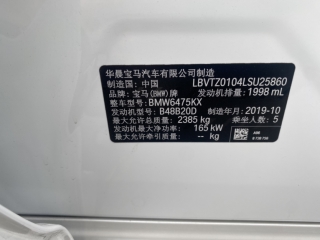 华晨宝马汽车有限公司制造
制造国：中国 LBVTZ0104LSU25860
品牌：宝马(BMW)牌 发动机排量：1998 mL
整车型号：BMW6475KX
发动机型号：B48B20D 制造年月：2019-10
最大允许总质量：2385 kg 乘坐人数：5
发动机最大净功率：165 kW
最大允许牵引质量：-- kg